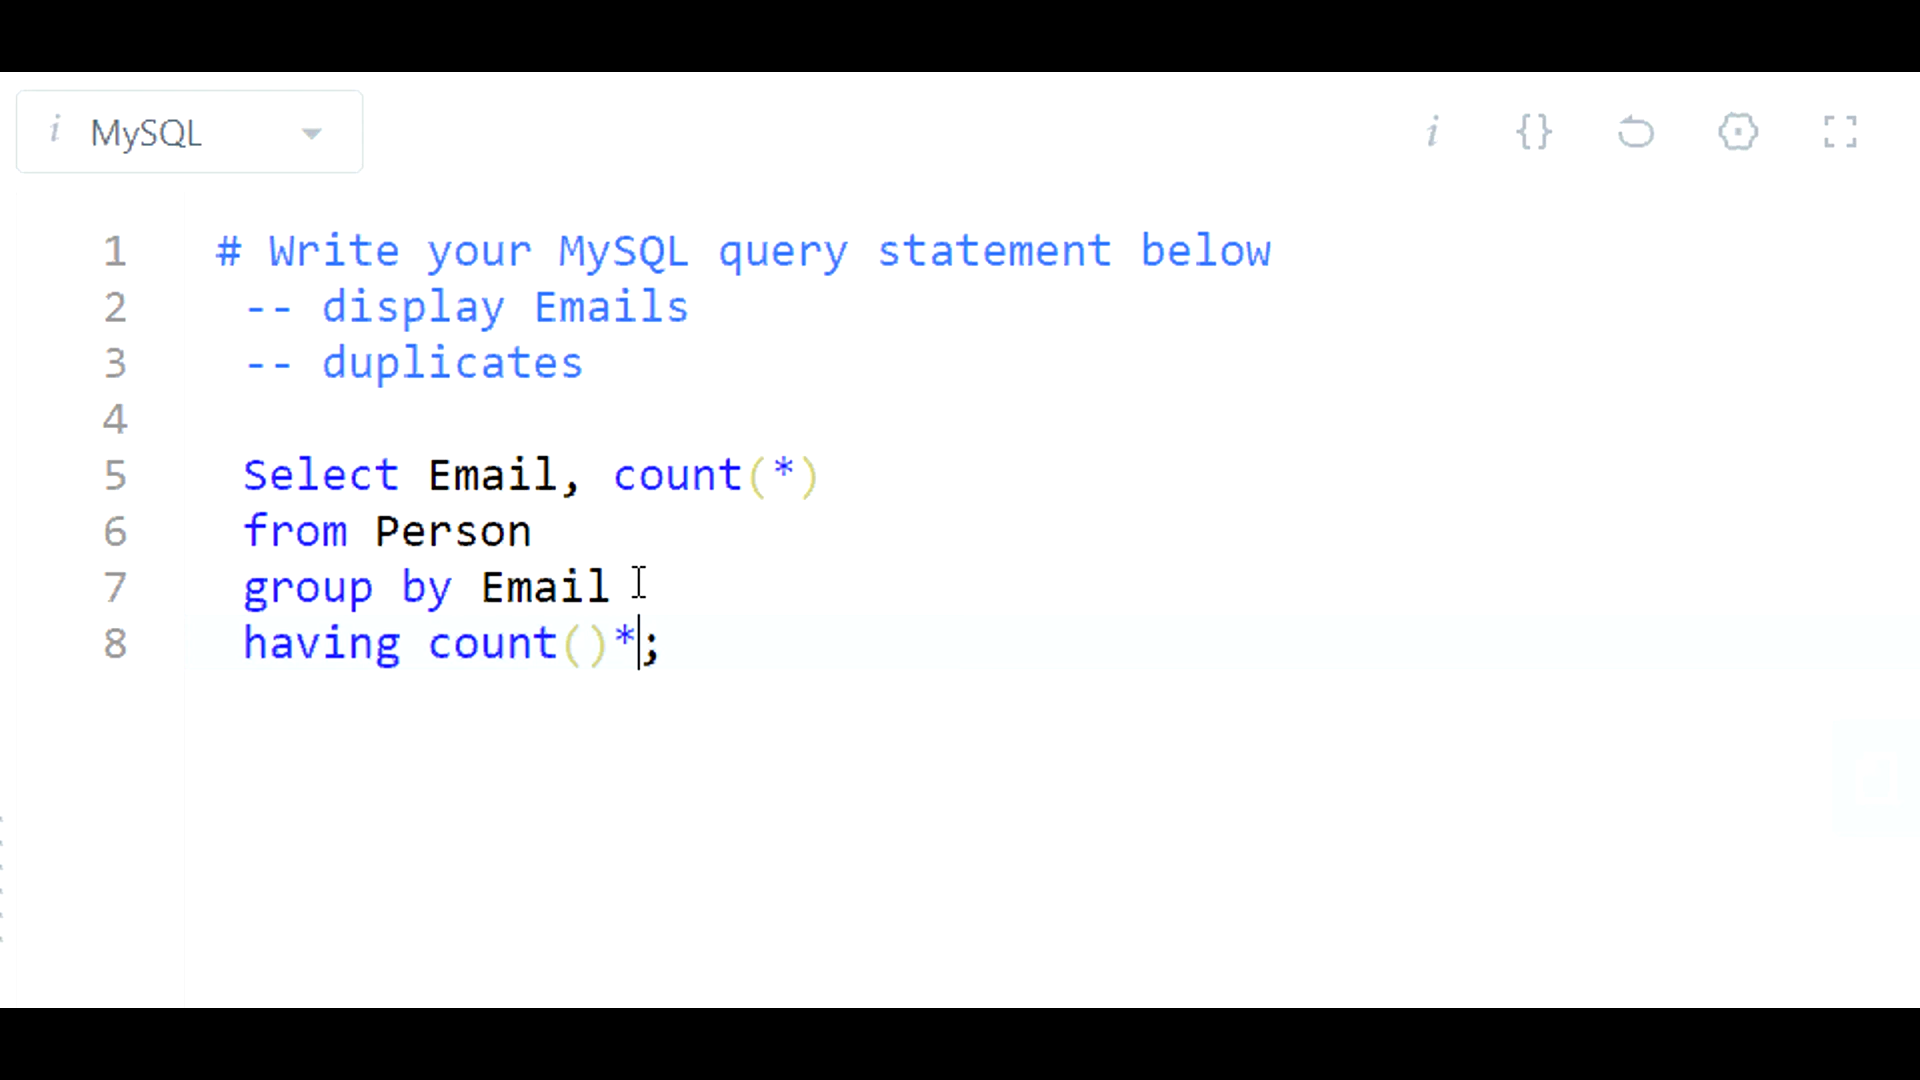 i MySQL
i {}
1 # Write your MySQL query statement below
2 -- display Emails
3 -- duplicates
4
5 Select Email, count(*)
6 from Person
7 group by Email
8 having count()*;